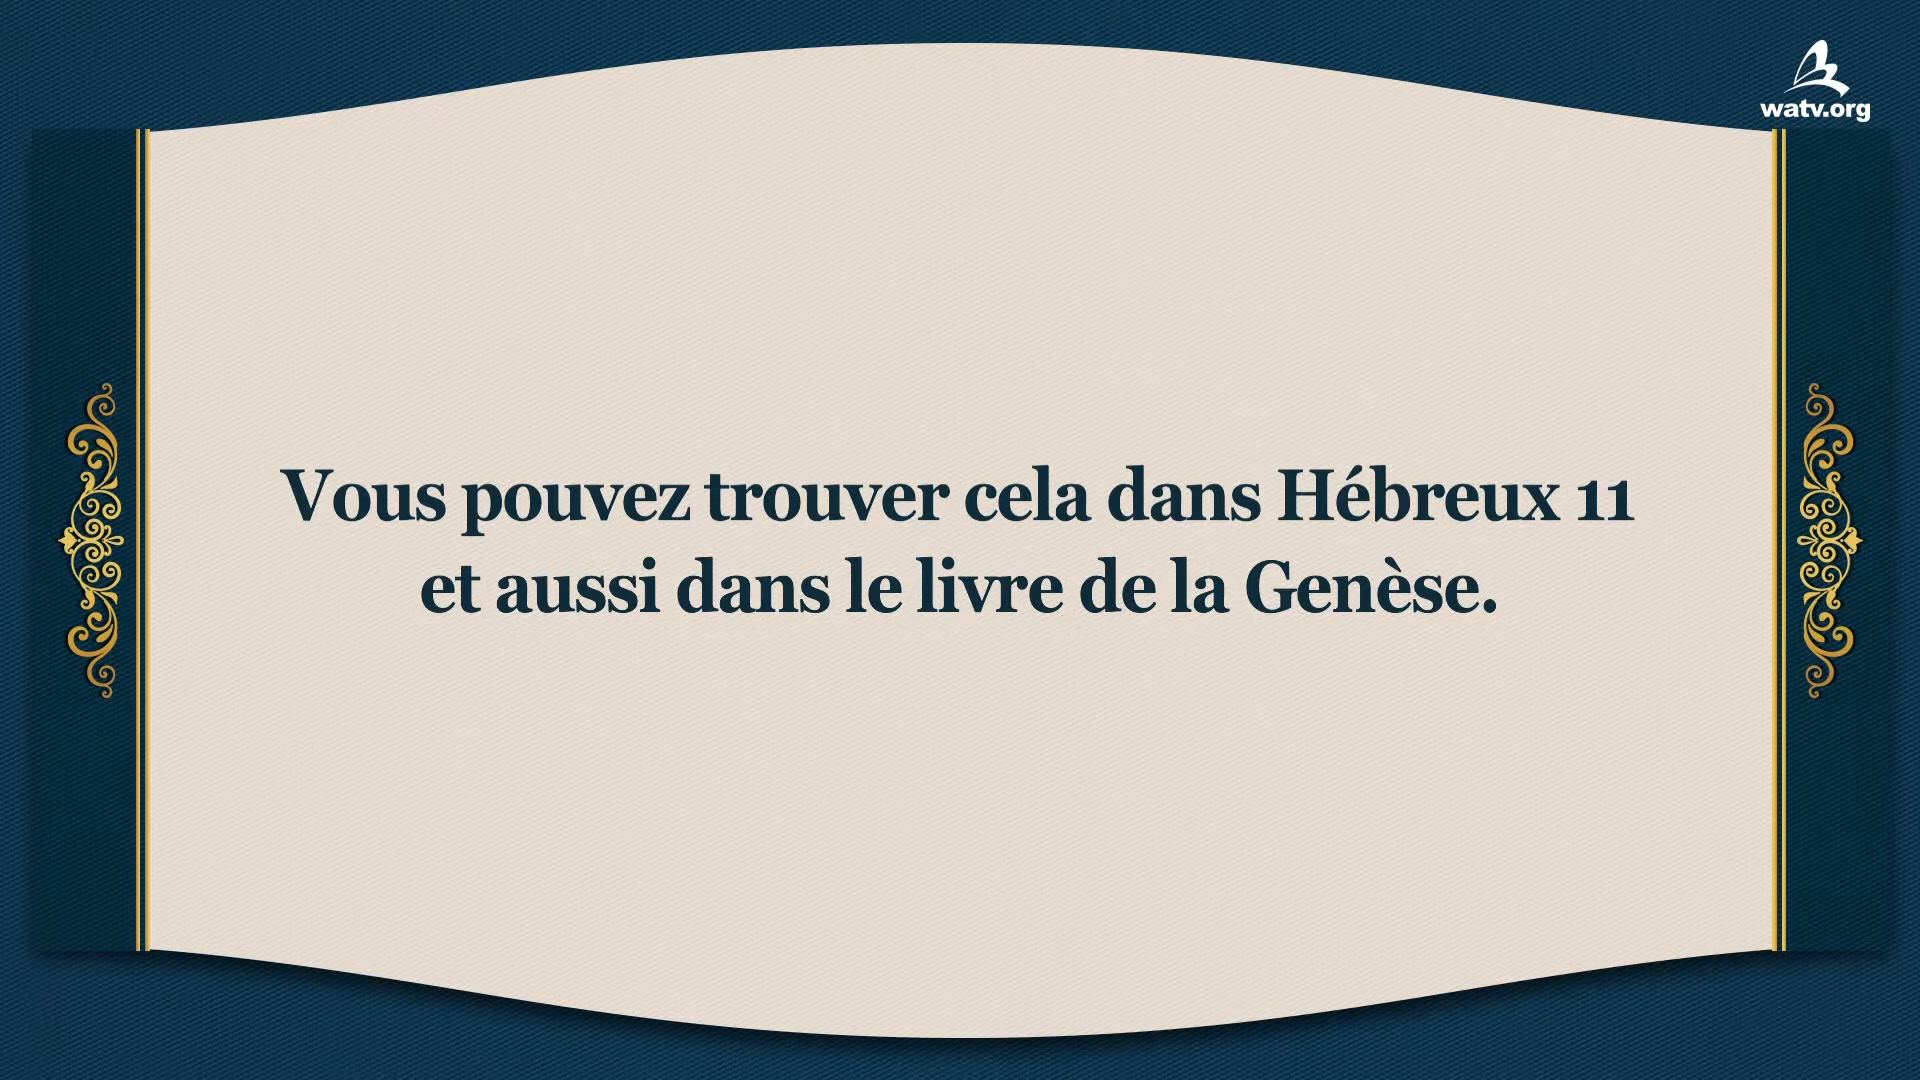 watv.org
Vous pouvez trouver cela dans Hébreux 11
et aussi dans le livre de la Genèse.